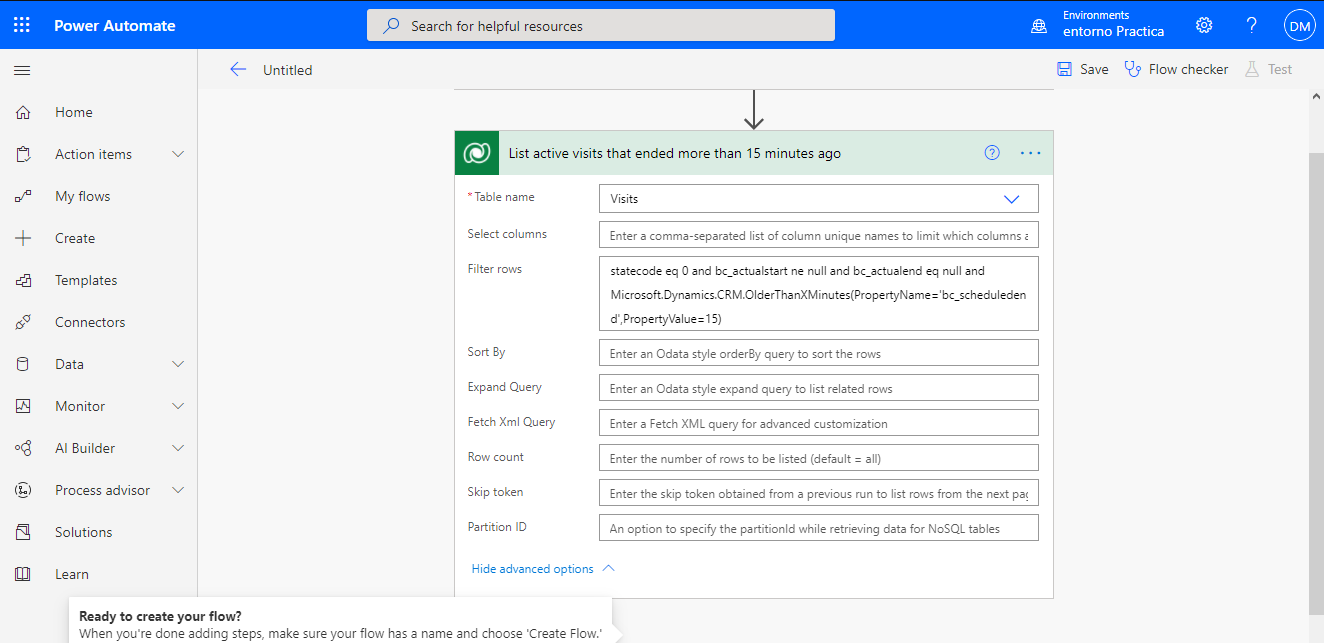 Power Automate
Search for helpful resources
Environments
entorno Practica
?
DM
Untitled
Save
Flow checker
Test
Home
Action items
My flows
Create
Templates
Connectors
Data
Monitor
AI Builder
Process advisor
Solutions
Learn
List active visits that ended more than 15 minutes ago
?
...
* Table name
Visits
Select columns
Enter a comma-separated list of column unique names to limit which columns a
Filter rows
statecode eq 0 and bc_actualstart ne null and bc_actualend eq null and
Microsoft.Dynamics.CRM.OlderThanXMinutes(PropertyName='bc_scheduleden
d',PropertyValue=15)
Sort By
Enter an Odata style orderBy query to sort the rows
Expand Query
Enter an Odata style expand query to list related rows
Fetch Xml Query
Enter a Fetch XML query for advanced customization
Row count
Enter the number of rows to be listed (default = all)
Skip token
Enter the skip token obtained from a previous run to list rows from the next pag
Partition ID
An option to specify the partitionId while retrieving data for NoSQL tables
Hide advanced options
Ready to create your flow?
When you're done adding steps, make sure your flow has a name and choose 'Create Flow.'